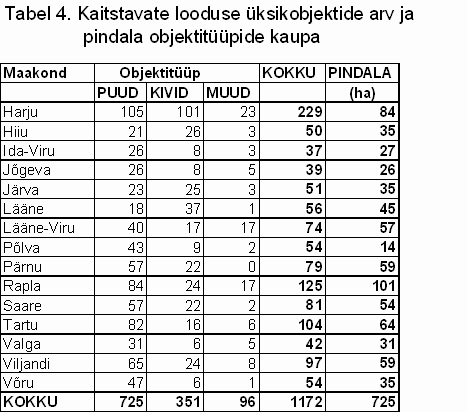 Tabel 4. Kaitstavate looduse üksikobjektide arv ja
pindala objektitüüpide kaupa
Maakond Objektitüüp KOKKU PINDALA
PUUD KIVID MUUD (ha)
Harju 105 101 23 229 84
Hiiu 21 26 3 50 35
Ida-Viru 26 8 3 37 27
Jõgeva 26 8 5 39 26
Järva 23 25 3 51 35
Lääne 18 37 1 56 45
Lääne-Viru 40 17 17 74 57
Põlva 43 9 2 54 14
Pärnu 57 22 0 79 59
Rapla 84 24 17 125 101
Saare 57 22 2 81 54
Tartu 82 16 6 104 64
Valga 31 6 5 42 31
Viljandi 65 24 8 97 59
Võru 47 6 1 54 35
KOKKU 725 351 96 1172 725